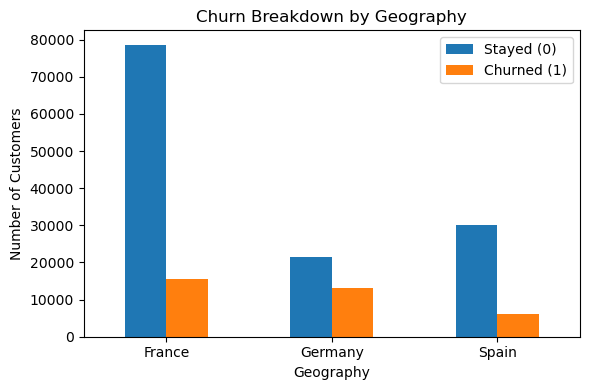 Churn Breakdown by Geography
Stayed (0)
Churned (1)
Number of Customers
80000
70000
60000
50000
40000
30000
20000
10000
0
France
Germany
Spain
Geography